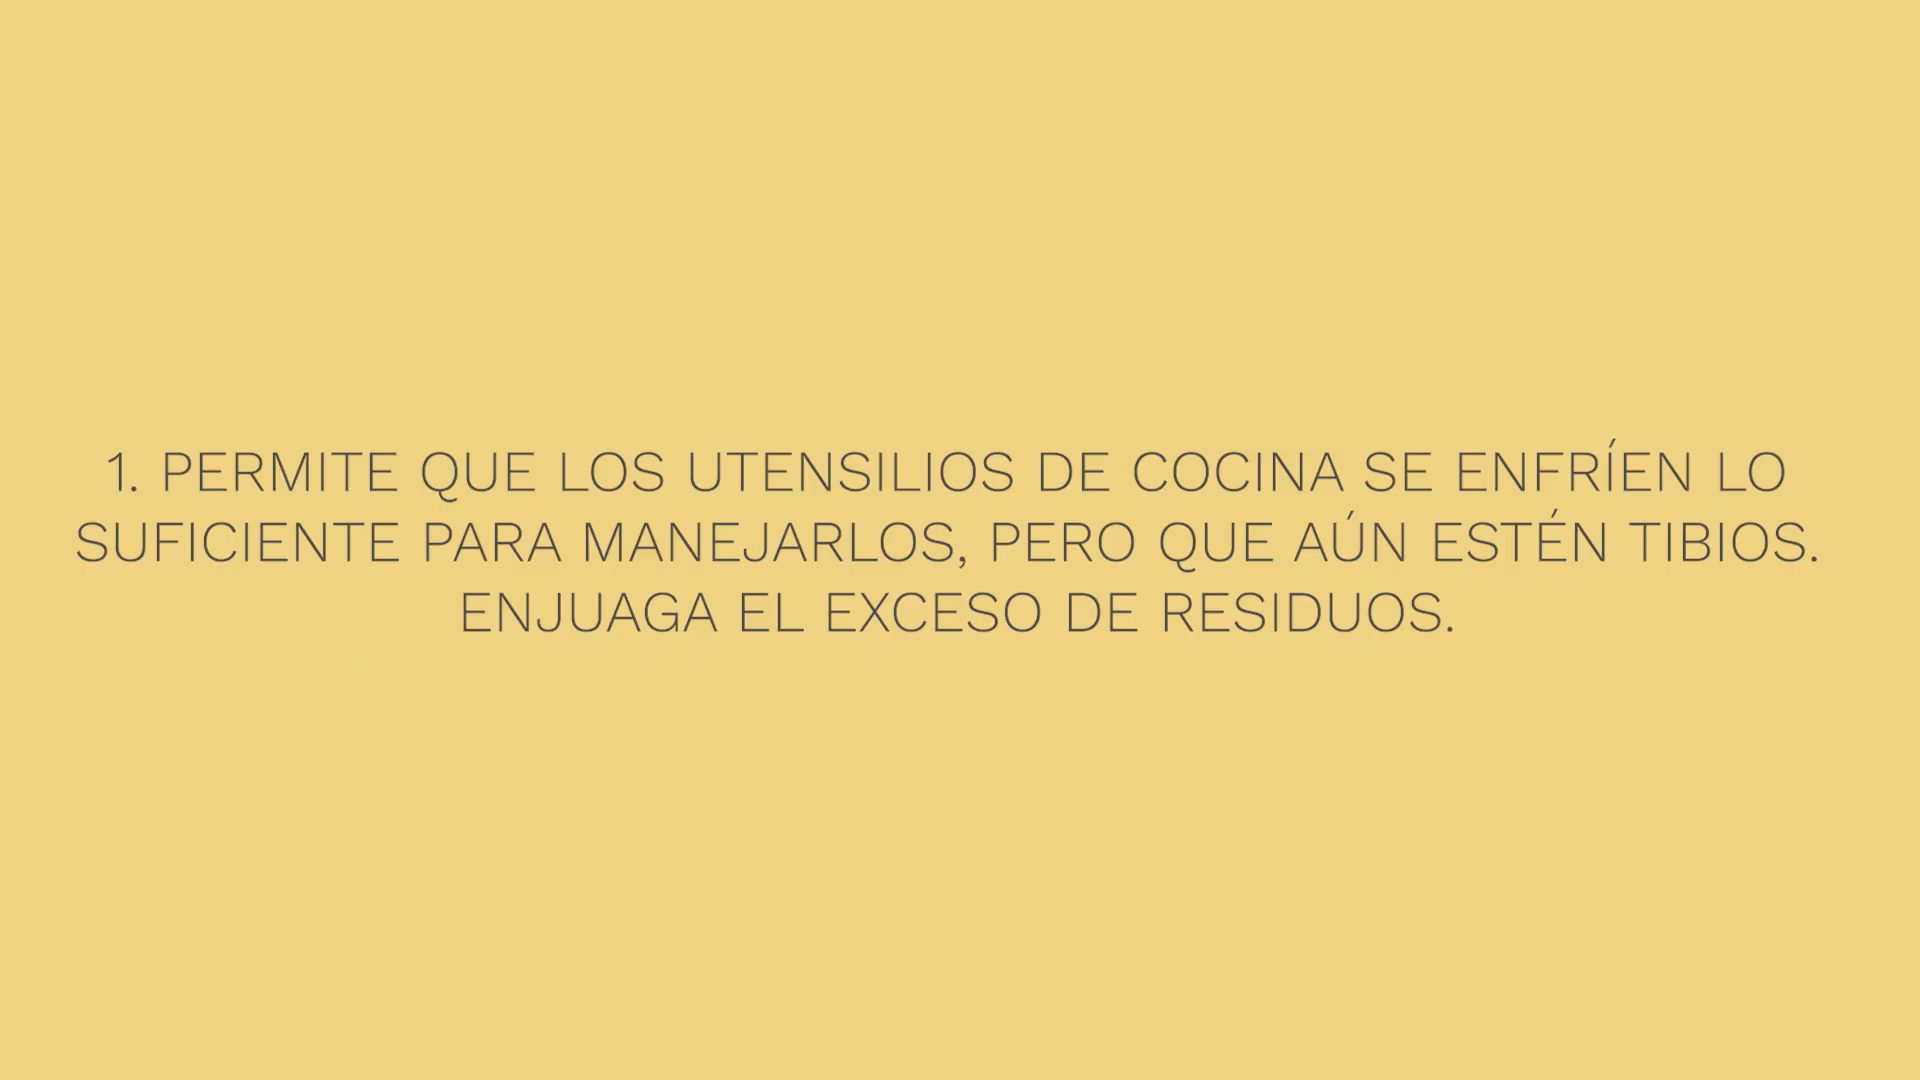 1. PERMITE QUE LOS UTENSILIOS DE COCINA SE ENFRÍEN LO
SUFICIENTE PARA MANEJARLOS, PERO QUE AÚN ESTÉN TIBIOS.
ENJUAGA EL EXCESO DE RESIDUOS.